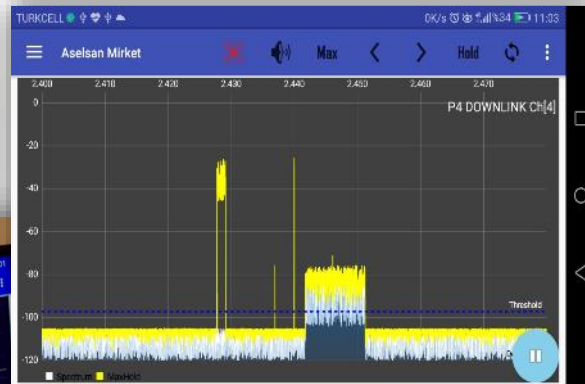 TURKCELL 0K/s %34 11:03
Aselsan Mirket Max Hold
2.400 2.410 2.420 2.430 2.440 2.450 2.460 2.470
P4 DOWNLINK Ch[4]
0
-20
-40
-60
-80
Threshold
-100
-120
Spectrum MaxHold